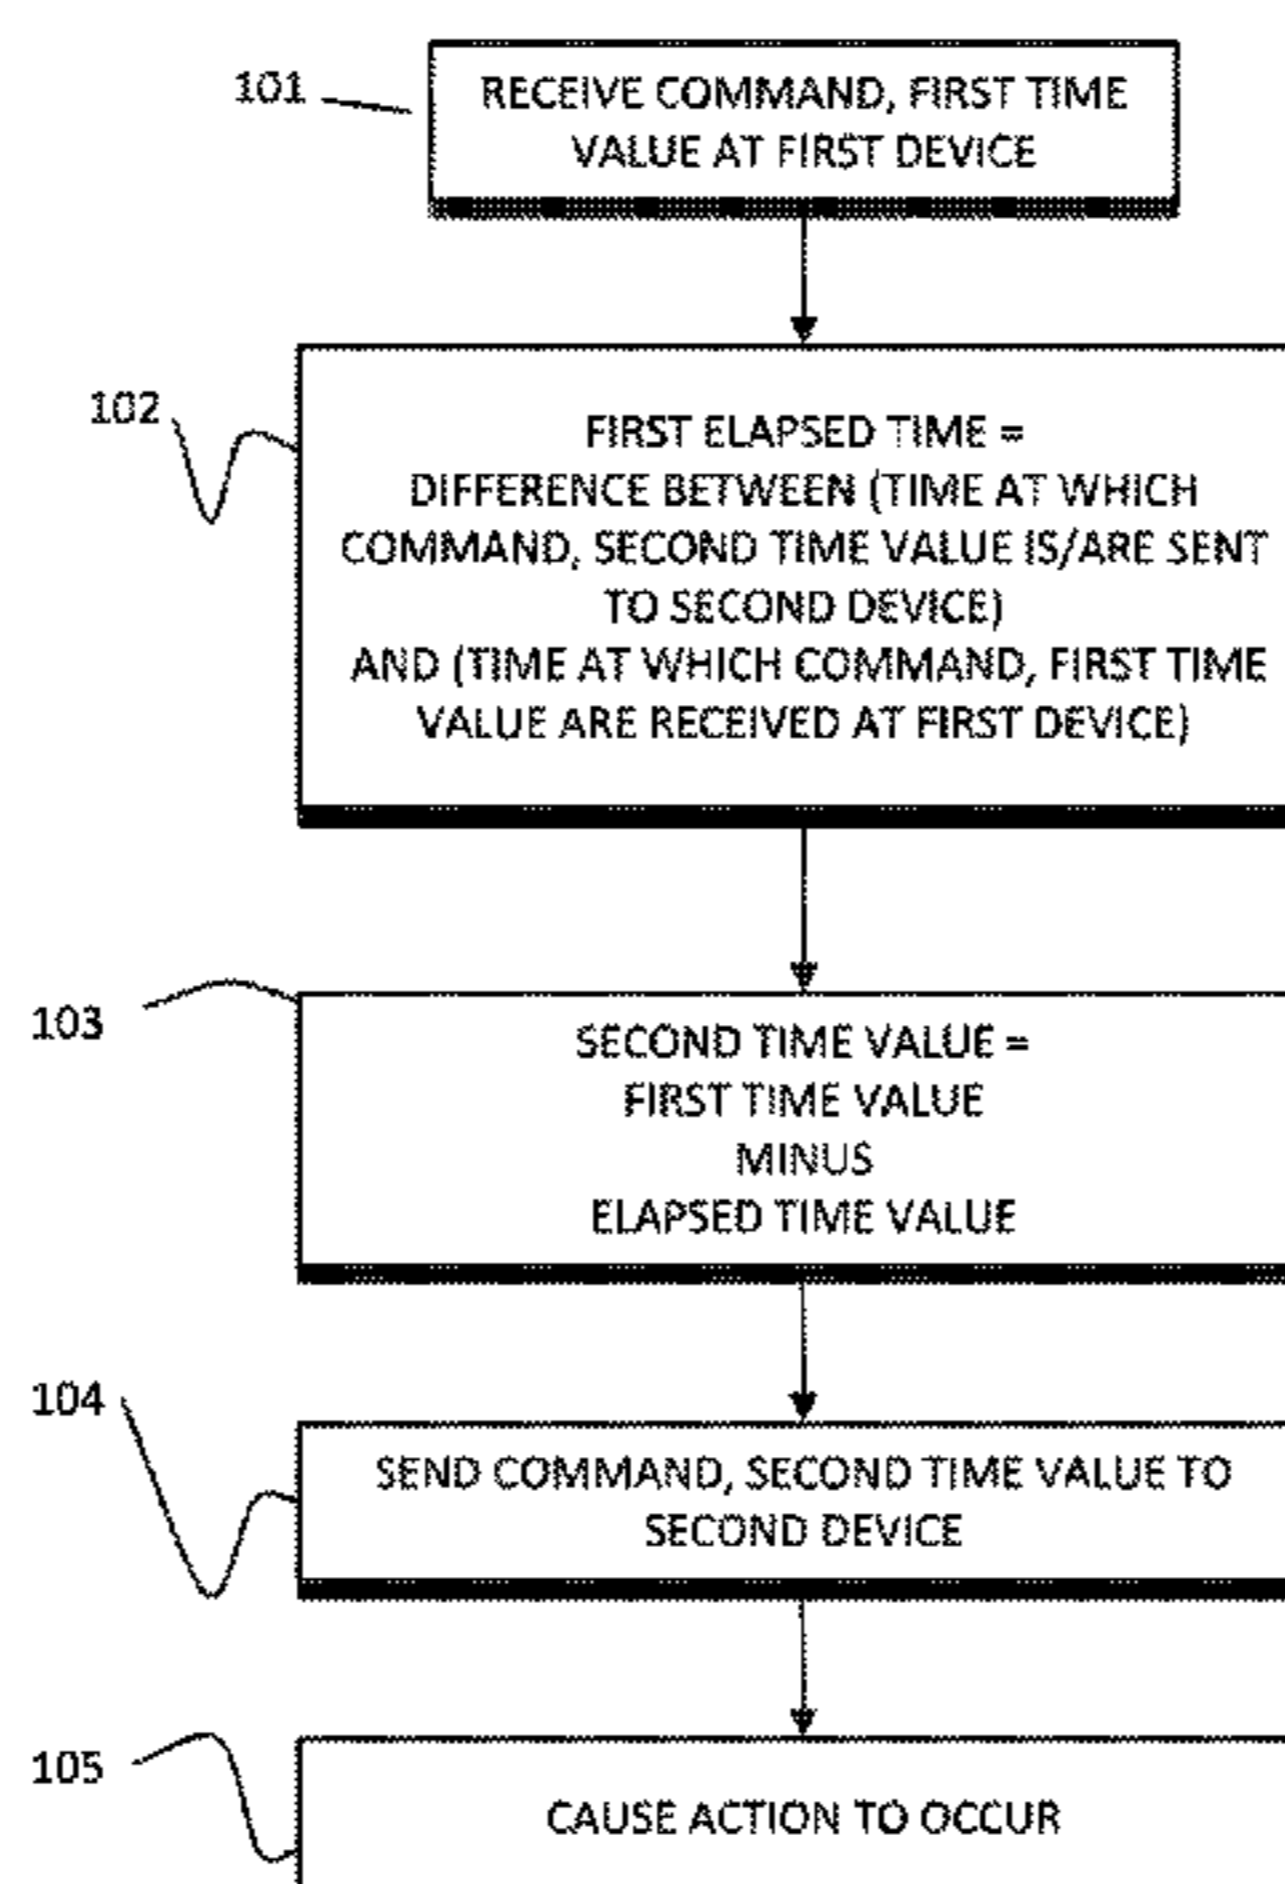 101
RECEIVE COMMAND, FIRST TIME
VALUE AT FIRST DEVICE
102
FIRST ELAPSED TIME =
DIFFERENCE BETWEEN (TIME AT WHICH
COMMAND, SECOND TIME VALUE IS/ARE SENT
TO SECOND DEVICE)
AND (TIME AT WHICH COMMAND, FIRST TIME
VALUE ARE RECEIVED AT FIRST DEVICE)
103
SECOND TIME VALUE =
FIRST TIME VALUE
MINUS
ELAPSED TIME VALUE
104
SEND COMMAND, SECOND TIME VALUE TO
SECOND DEVICE
105
CAUSE ACTION TO OCCUR